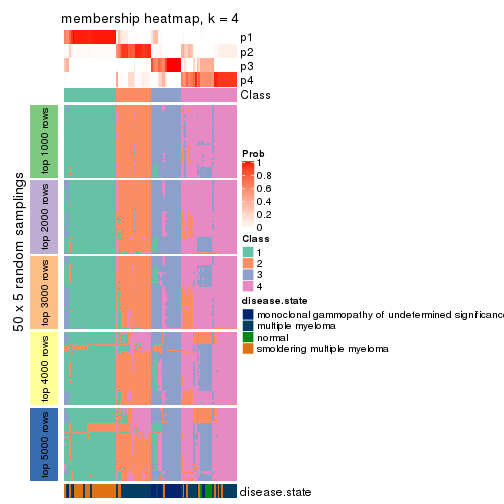 membership heatmap, k = 4
p1
p2
p3
p4
Class
50 x 5 random samplings
top 1000 rows
top 2000 rows
top 3000 rows
top 4000 rows
top 5000 rows
Prob
1
0.8
0.6
0.4
0.2
0
Class
1
2
3
4
disease.state
monoclonal gammopathy of undetermined significance
multiple myeloma
normal
smoldering multiple myeloma
disease.state